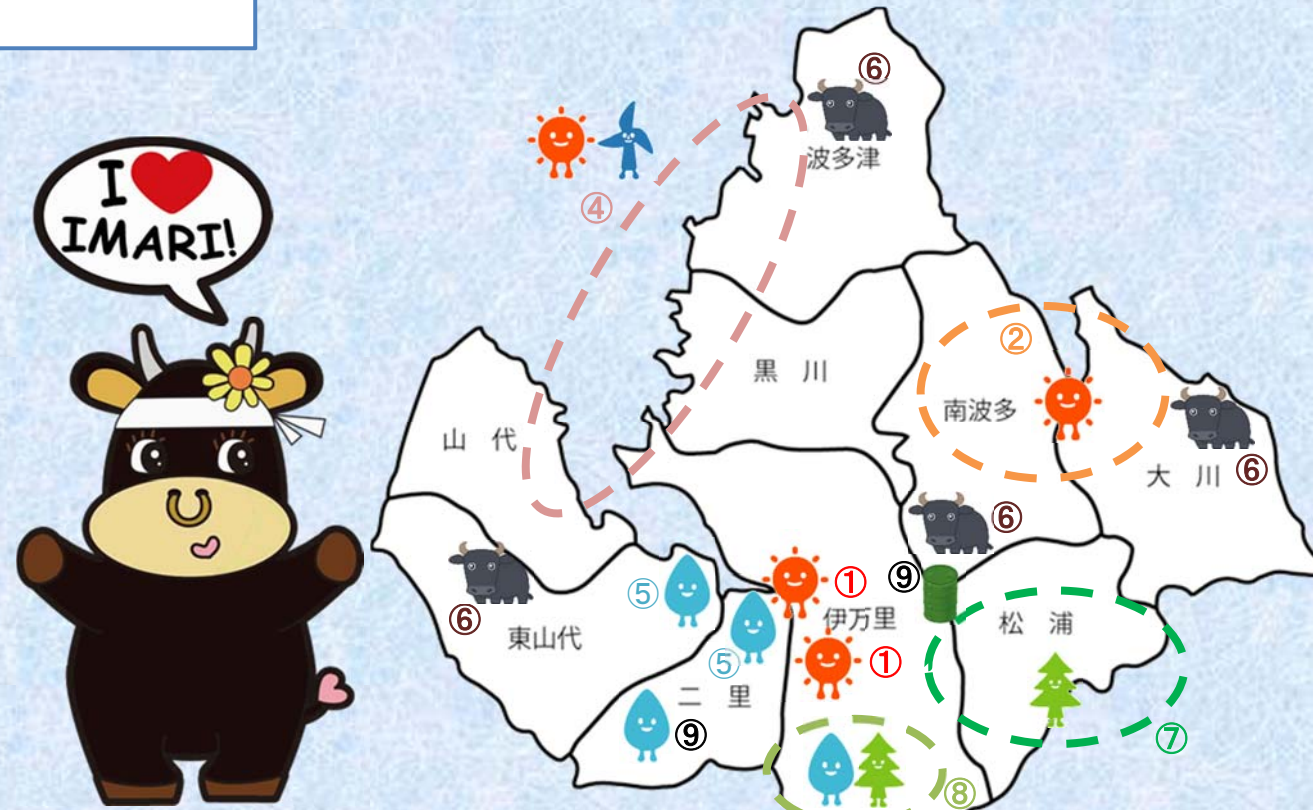 I ❤
IMARI!
⑥
波多津
④
②
黒 川
南波多
山 代
大 川
⑥
⑥
⑨
①
⑤
伊万里
松 浦
⑥
東山代
①
⑤
二 里
⑨
⑦
⑧